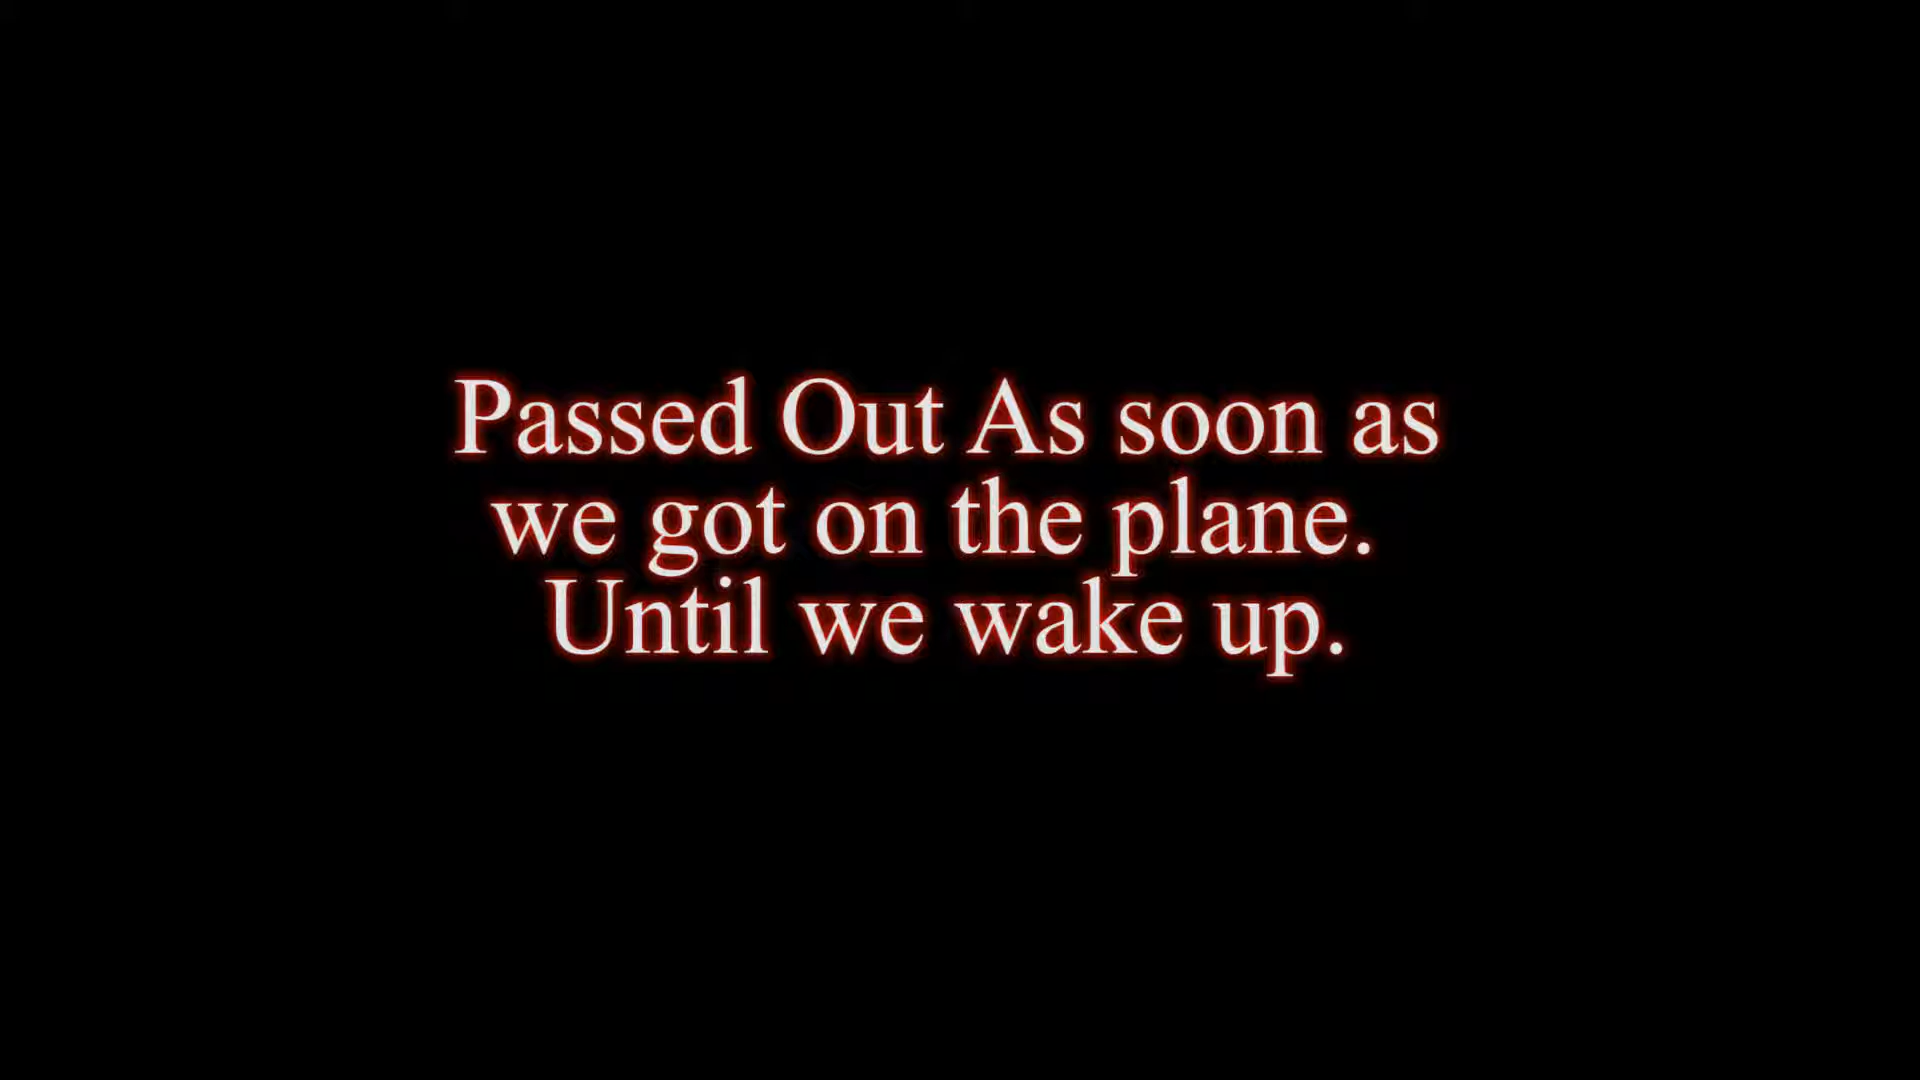 Passed Out As soon as
we got on the plane.
Until we wake up.